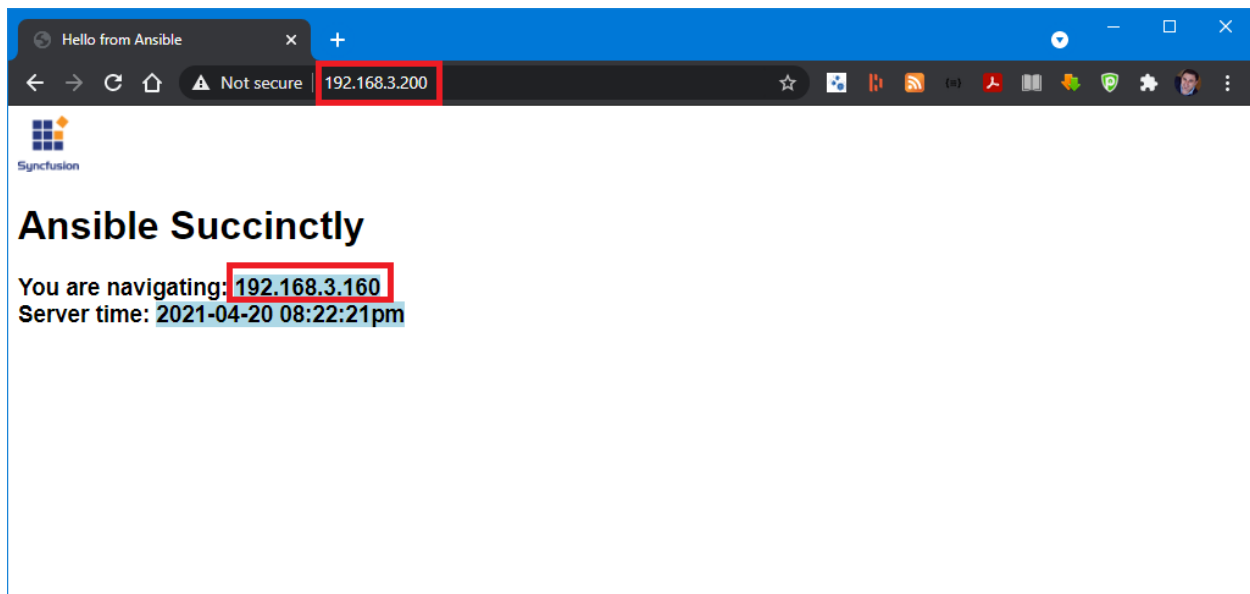 Hello from Ansible
Not secure 192.168.3.200
Syncfusion
Ansible Succinctly
You are navigating: 192.168.3.160
Server time: 2021-04-20 08:22:21pm